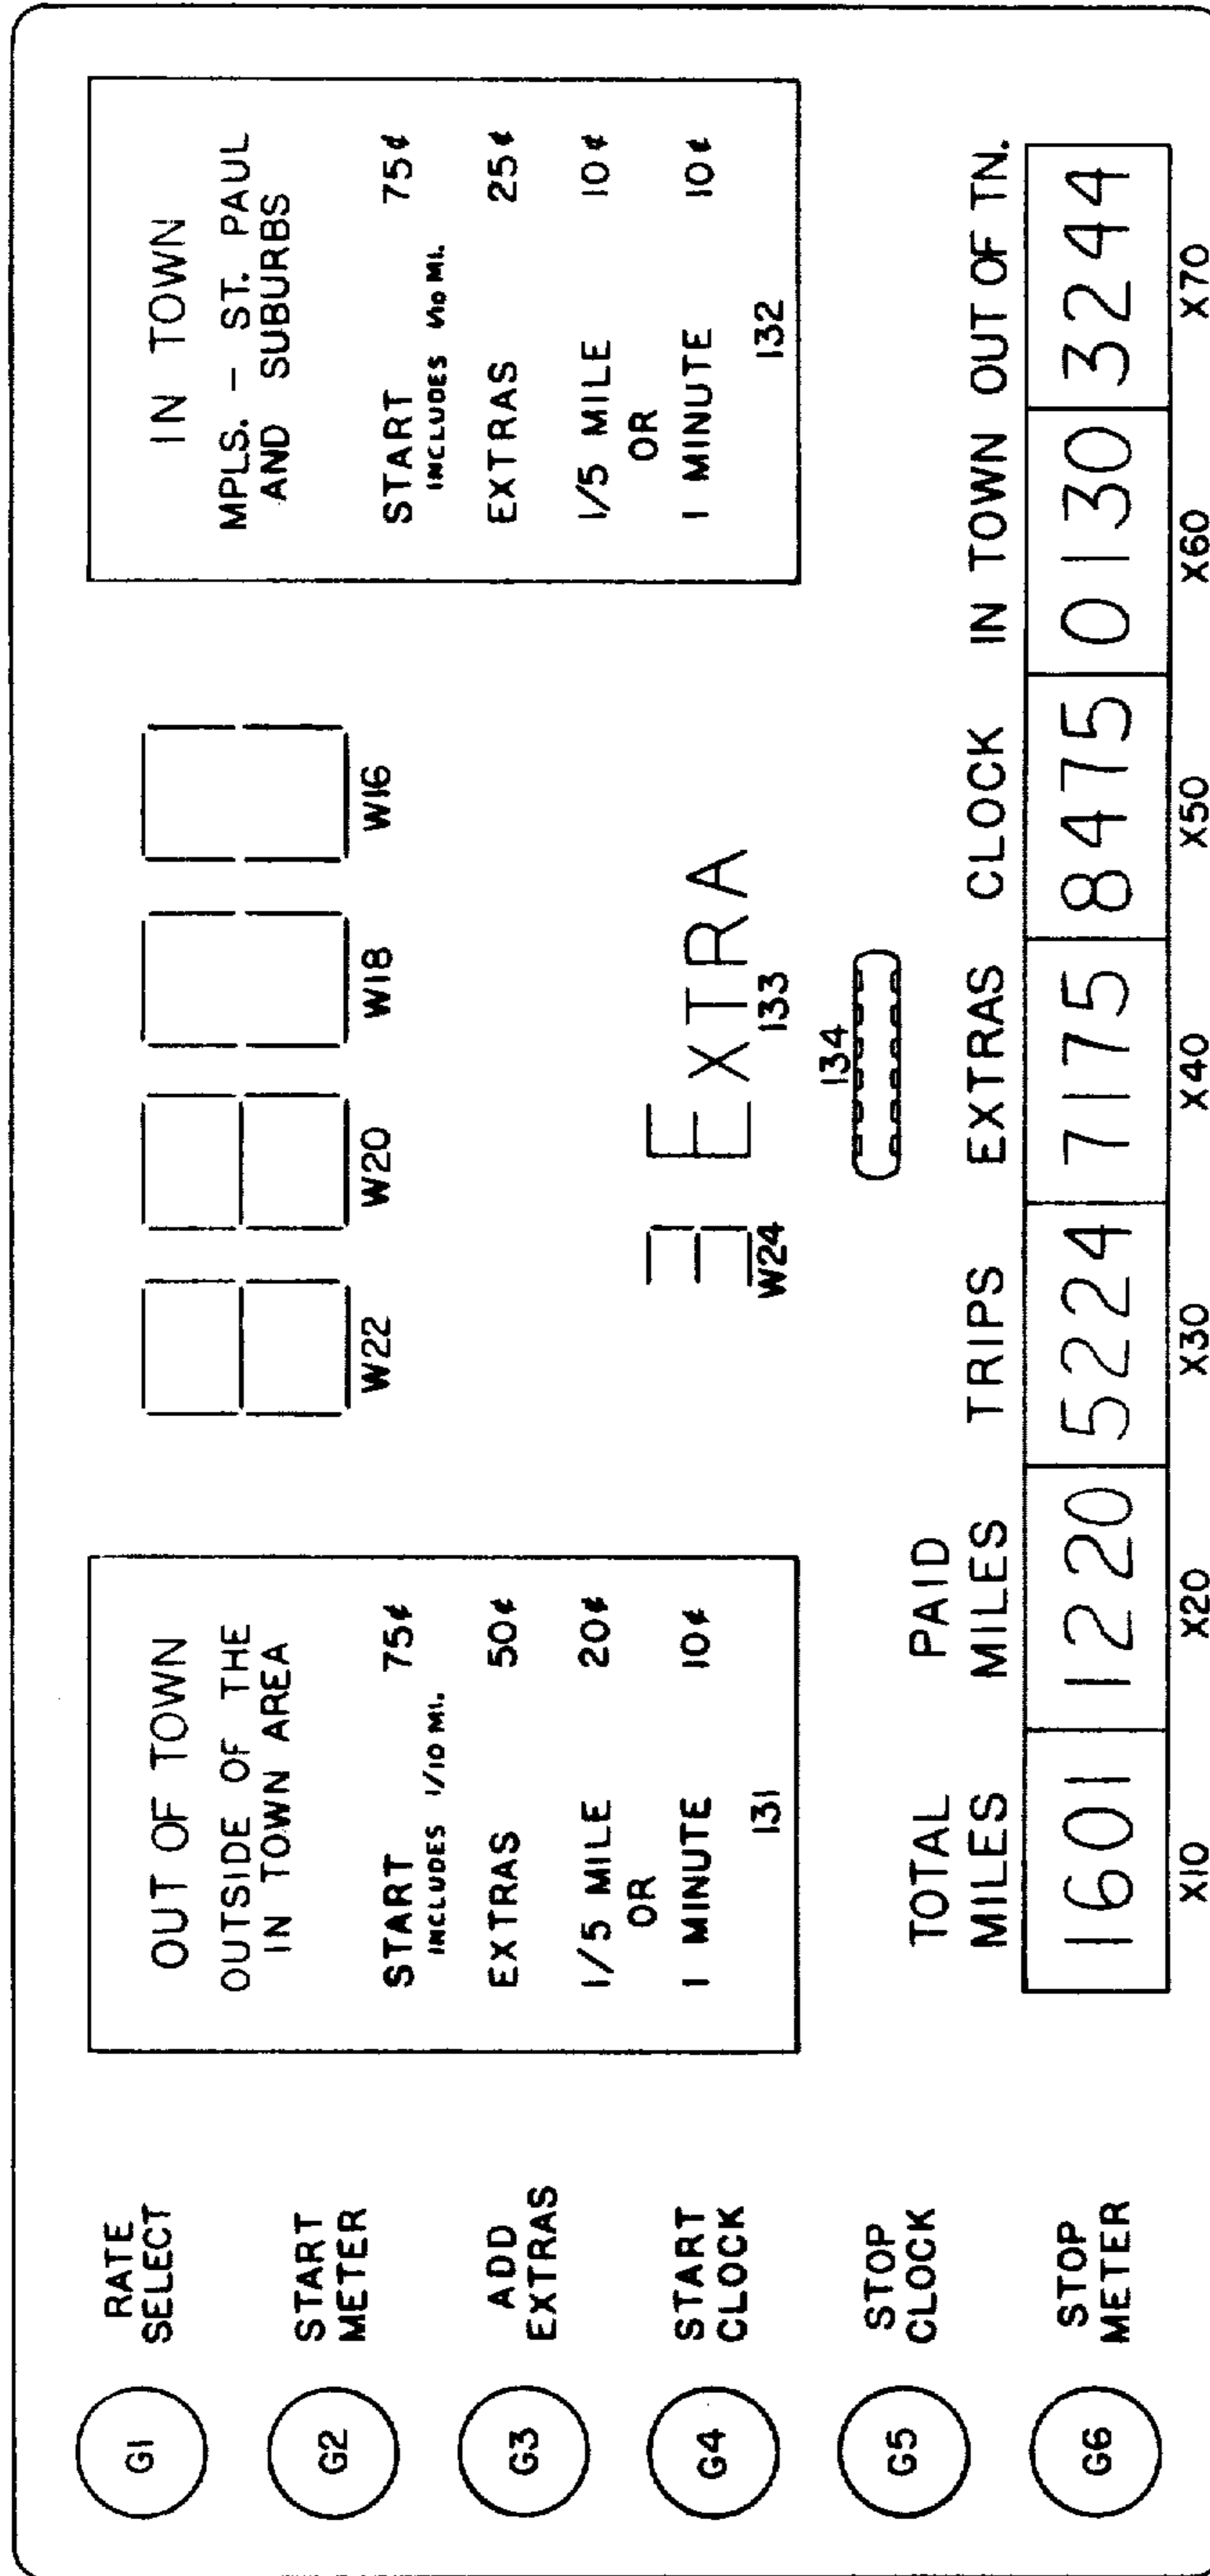 G1 RATE
SELECT
G2 START
METER
G3 ADD
EXTRAS
G4 START
CLOCK
G5 STOP
CLOCK
G6 STOP
METER
OUT OF TOWN
OUTSIDE OF THE
IN TOWN AREA
START 75¢
INCLUDES 1/10 MI.
EXTRAS 50¢
1/5 MILE 20¢
OR
1 MINUTE 10¢
131
W22 W20 W18 W16
EXTRA
W24 133
134
IN TOWN
MPLS. - ST. PAUL
AND SUBURBS
START 75¢
INCLUDES 1/10 MI.
EXTRAS 25¢
1/5 MILE 10¢
OR
1 MINUTE 10¢
132
TOTAL PAID
MILES MILES TRIPS EXTRAS CLOCK IN TOWN OUT OF TN.
1601 1220 5224 7175 8475 0130 3244
X10 X20 X30 X40 X50 X60 X70